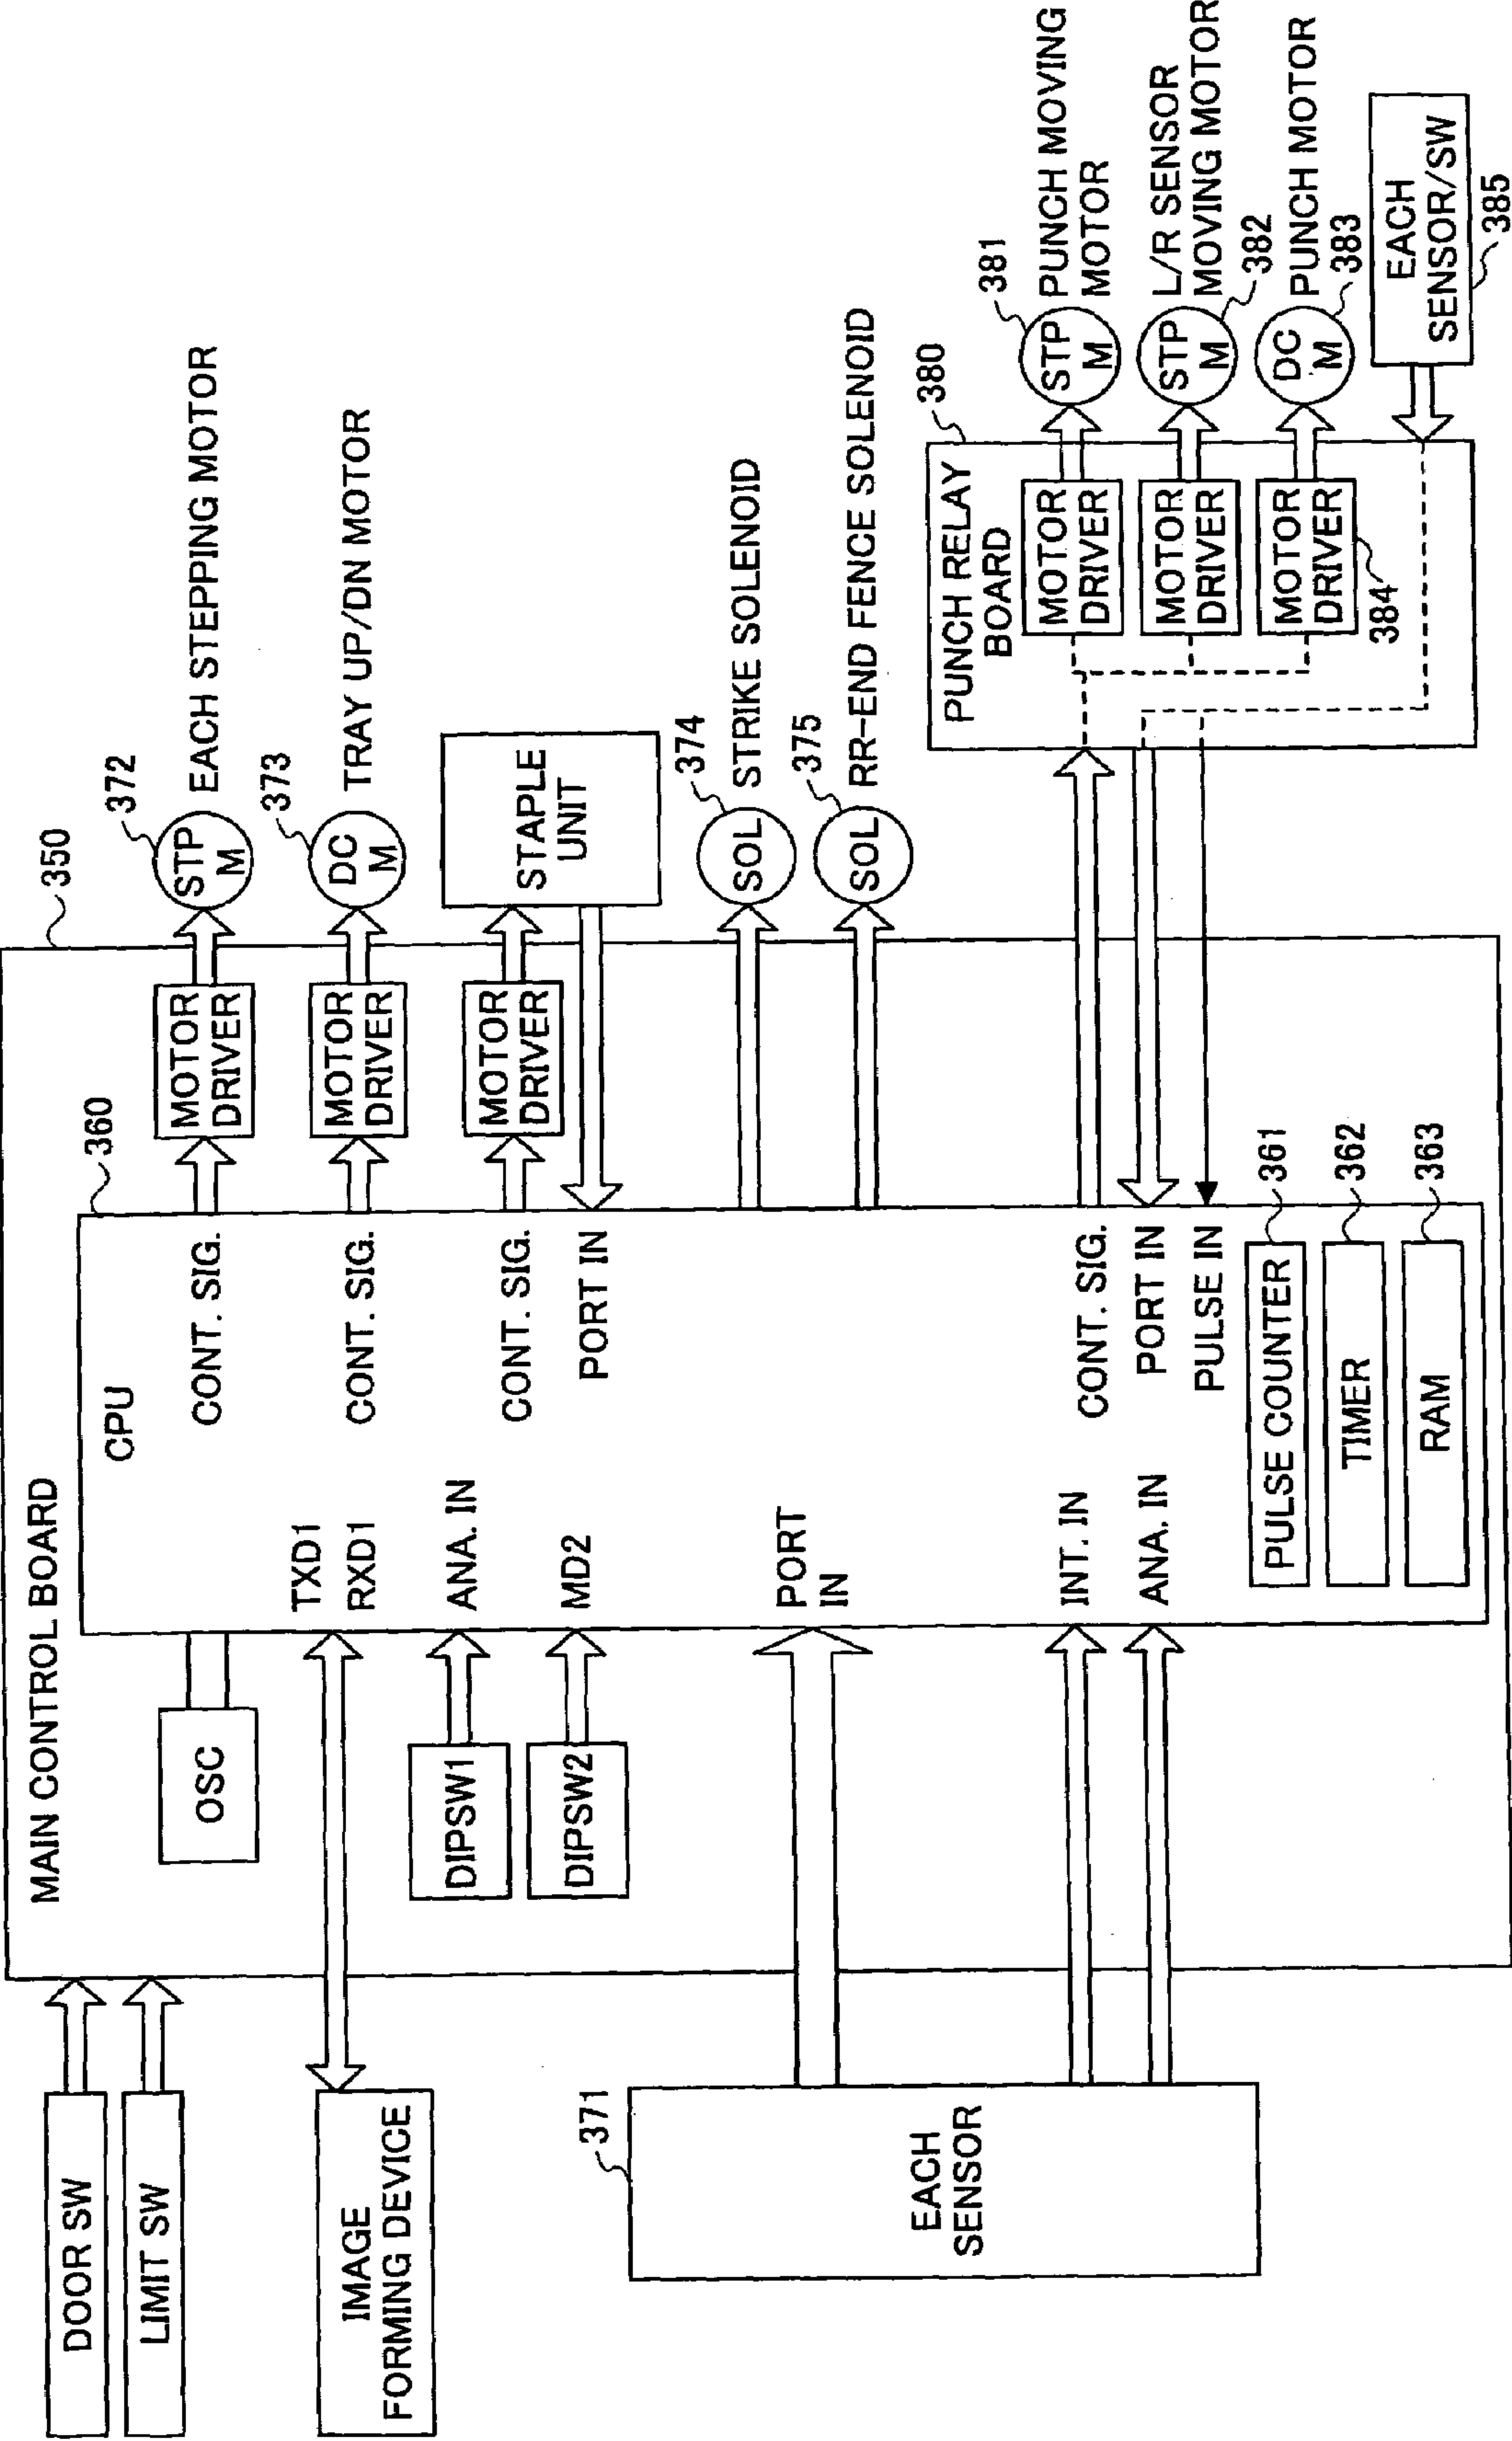 MAIN CONTROL BOARD
350
CPU
360
DOOR SW
LIMIT SW
OSC
IMAGE
FORMING DEVICE
TXD1
RXD1
DIPSW1
ANA. IN
DIPSW2
MD2
371
EACH
SENSOR
PORT
IN
INT. IN
ANA. IN
CONT. SIG.
MOTOR
DRIVER
STP
M
372
EACH STEPPING MOTOR
CONT. SIG.
MOTOR
DRIVER
DC
M
373
TRAY UP/DN MOTOR
CONT. SIG.
MOTOR
DRIVER
PORT IN
STAPLE
UNIT
SOL
374
STRIKE SOLENOID
SOL
375
RR-END FENCE SOLENOID
CONT. SIG.
PORT IN
PULSE IN
PULSE COUNTER
361
TIMER
362
RAM
363
PUNCH RELAY
BOARD
380
MOTOR
DRIVER
STP
M
381
PUNCH MOVING
MOTOR
MOTOR
DRIVER
STP
M
382
L/R SENSOR
MOVING MOTOR
MOTOR
DRIVER
384
DC
M
383
PUNCH MOTOR
EACH
SENSOR/SW
385